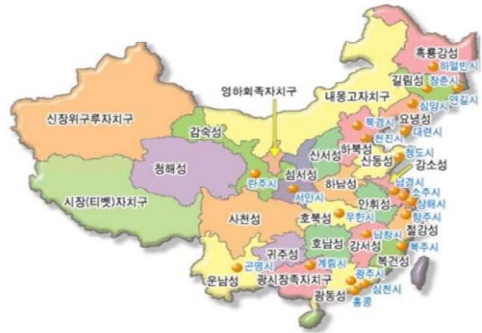 흑룡강성
하얼빈시
길림성
장춘시
연길시
영하회족자치구
내몽고자치구
심양시
요녕성
신장위구루자치구
북경시
대련시
감숙성
천진시
하북성
산서성
산동성
청도시
청해성
섬서성
강소성
란주시
시장(티벳)자치구
서안시
하남성
남경시
안휘성
소주시
상해시
사천성
호북성
무한시
항주시
절강성
호남성
남창시
강서성
귀주성
복주시
곤명시
계림시
복건성
운남성
광시장족자치구
광주시
심천시
광동성
홍콩